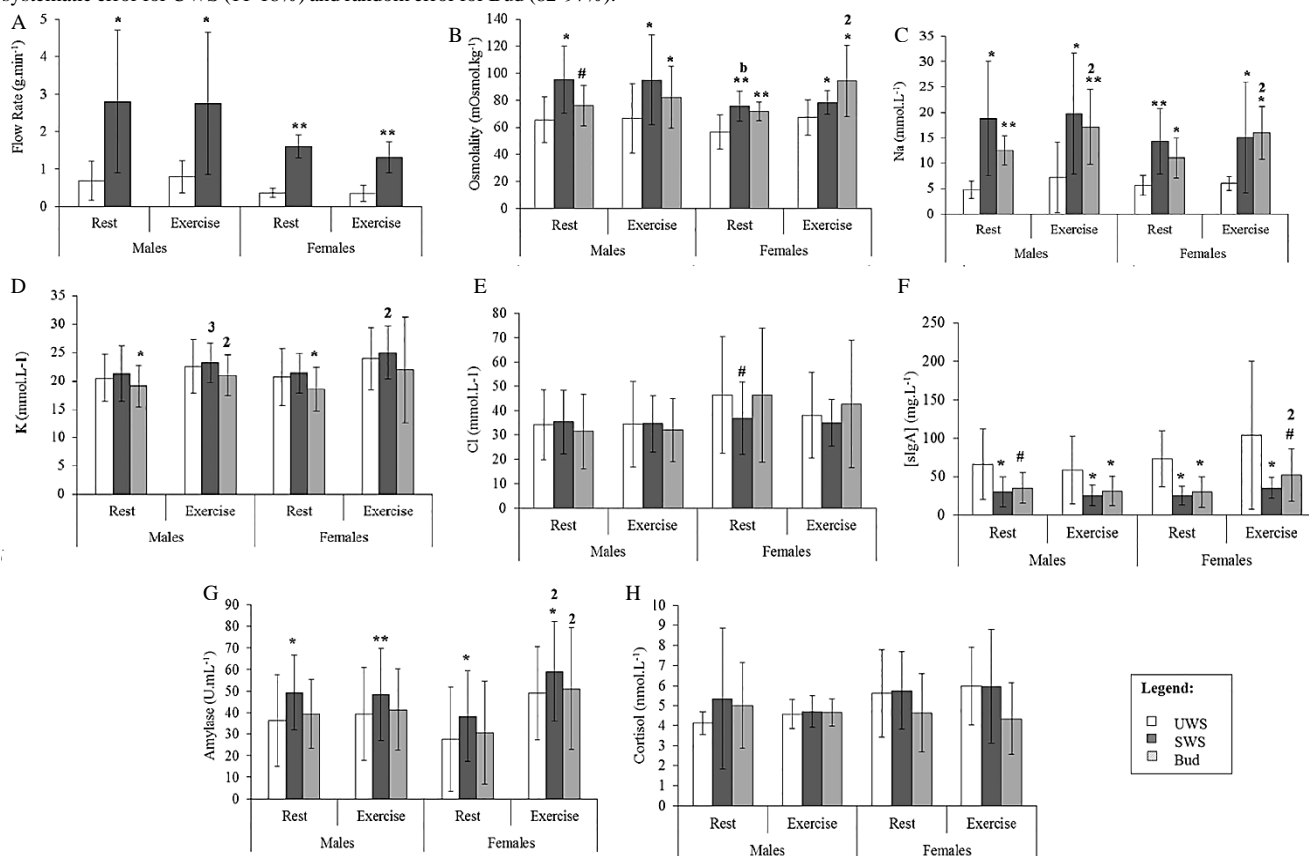 systematic error for UWS (11-18%) and random error for Bud (82-97%).
A
Flow Rate (g.min-1)
5
4
3
2
1
0
*
*
**
**
Rest
Exercise
Rest
Exercise
Males
Females
B
Osmolality (mOsmol.kg-1)
140
120
100
80
60
40
20
0
*
#
*
*
b
**
**
*
2
*
Rest
Exercise
Rest
Exercise
Males
Females
C
Na (mmol.L-1)
35
30
25
20
15
10
5
0
*
**
*
2
**
**
*
*
2
*
Rest
Exercise
Rest
Exercise
Males
Females
D
K (mmol.L-1)
35
30
25
20
15
10
5
0
*
3
2
*
2
Rest
Exercise
Rest
Exercise
Males
Females
E
Cl (mmol.L-1)
80
70
60
50
40
30
20
10
0
#
Rest
Exercise
Rest
Exercise
Males
Females
F
[sIgA] (mg.L-1)
250
200
150
100
50
0
*
#
*
*
*
*
*
2
#
Rest
Exercise
Rest
Exercise
Males
Females
G
Amylase (U.mL-1)
90
80
70
60
50
40
30
20
10
0
*
**
*
2
*
2
Rest
Exercise
Rest
Exercise
Males
Females
H
Cortisol (nmol.L-1)
10
9
8
7
6
5
4
3
2
1
0
Rest
Exercise
Rest
Exercise
Males
Females
Legend:
UWS
SWS
Bud